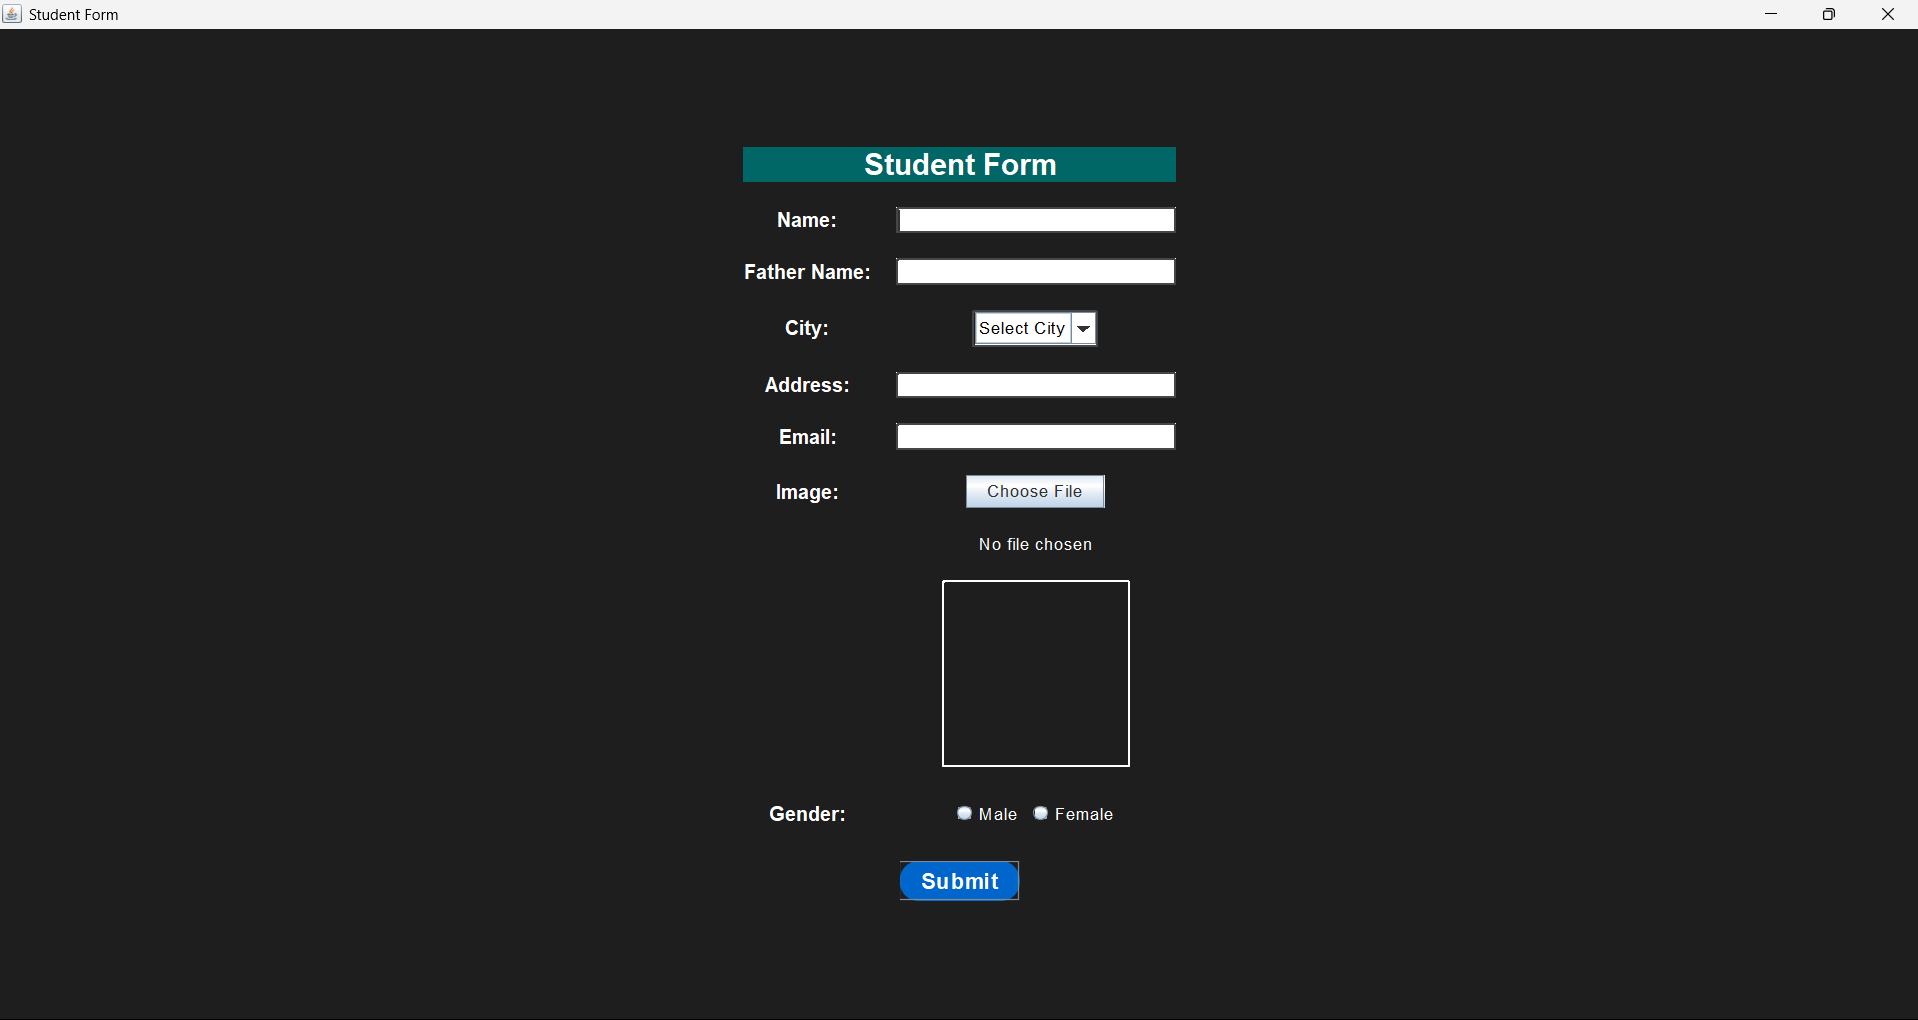 Student Form
Student Form
Name:
Father Name:
City: Select City
Address:
Email:
Image: Choose File
No file chosen
Gender: Male Female
Submit